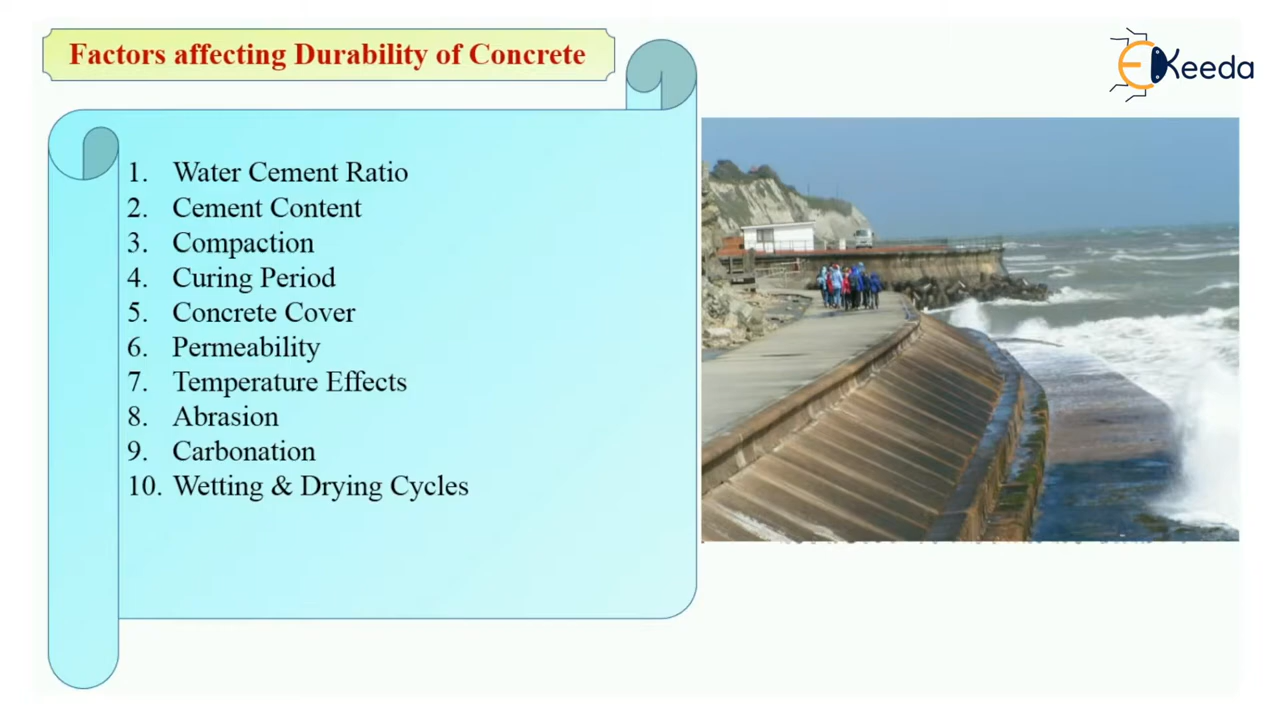 Factors affecting Durability of Concrete
EKeeda
1. Water Cement Ratio
2. Cement Content
3. Compaction
4. Curing Period
5. Concrete Cover
6. Permeability
7. Temperature Effects
8. Abrasion
9. Carbonation
10. Wetting & Drying Cycles